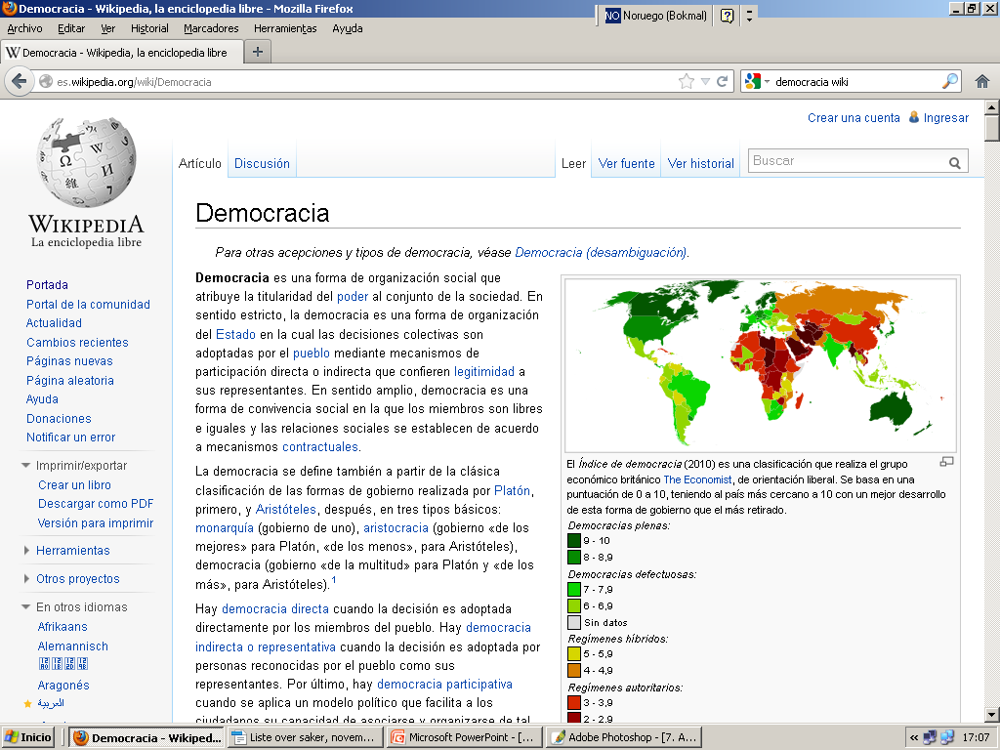 Democracia - Wikipedia, la enciclopedia libre - Mozilla Firefox
NO Noruego (Bokmal)
Archivo Editar Ver Historial Marcadores Herramientas Ayuda
W Democracia - Wikipedia, la enciclopedia libre
es.wikipedia.org/wiki/Democracia
democracia wiki
Crear una cuenta Ingresar
Artículo Discusión Leer Ver fuente Ver historial Buscar
WIKIPEDIA
La enciclopedia libre
Portada
Portal de la comunidad
Actualidad
Cambios recientes
Páginas nuevas
Página aleatoria
Ayuda
Donaciones
Notificar un error
Imprimir/exportar
Crear un libro
Descargar como PDF
Versión para imprimir
Herramientas
Otros proyectos
En otros idiomas
Afrikaans
Alemannisch
Aragonés
العربية
Democracia
Para otras acepciones y tipos de democracia, véase Democracia (desambiguación).
Democracia es una forma de organización social que
atribuye la titularidad del poder al conjunto de la sociedad. En
sentido estricto, la democracia es una forma de organización
del Estado en la cual las decisiones colectivas son
adoptadas por el pueblo mediante mecanismos de
participación directa o indirecta que confieren legitimidad a
sus representantes. En sentido amplio, democracia es una
forma de convivencia social en la que los miembros son libres
e iguales y las relaciones sociales se establecen de acuerdo
a mecanismos contractuales.
La democracia se define también a partir de la clásica
clasificación de las formas de gobierno realizada por Platón,
primero, y Aristóteles, después, en tres tipos básicos:
monarquía (gobierno de uno), aristocracia (gobierno «de los
mejores» para Platón, «de los menos», para Aristóteles),
democracia (gobierno «de la multitud» para Platón y «de los
más», para Aristóteles).1
Hay democracia directa cuando la decisión es adoptada
directamente por los miembros del pueblo. Hay democracia
indirecta o representativa cuando la decisión es adoptada por
personas reconocidas por el pueblo como sus
representantes. Por último, hay democracia participativa
cuando se aplica un modelo político que facilita a los
ciudadanos su capacidad de asociarse y organizarse de tal
El Índice de democracia (2010) es una clasificación que realiza el grupo
económico británico The Economist, de orientación liberal. Se basa en una
puntuación de 0 a 10, teniendo al país más cercano a 10 con un mejor desarrollo
de esta forma de gobierno que el más retirado.
Democracias plenas:
9 - 10
8 - 8,9
Democracias defectuosas:
7 - 7,9
6 - 6,9
Sin datos
Regímenes híbridos:
5 - 5,9
4 - 4,9
Regímenes autoritarios:
3 - 3,9
2 - 2,9
Inicio
Democracia - Wikiped...
Liste over saker, novem...
Microsoft PowerPoint - [...
Adobe Photoshop - [7. A...
17:07